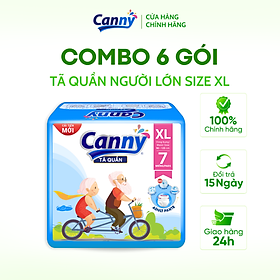 Canny
CỬA HÀNG
CHÍNH HÃNG
COMBO 6 GÓI
TÃ QUẦN NGƯỜI LỚN SIZE XL
MỚI
Canny
TÃ QUẦN
XL
7
100%
Chính hãng
Đổi trả
15 Ngày
Giao hàng
24h